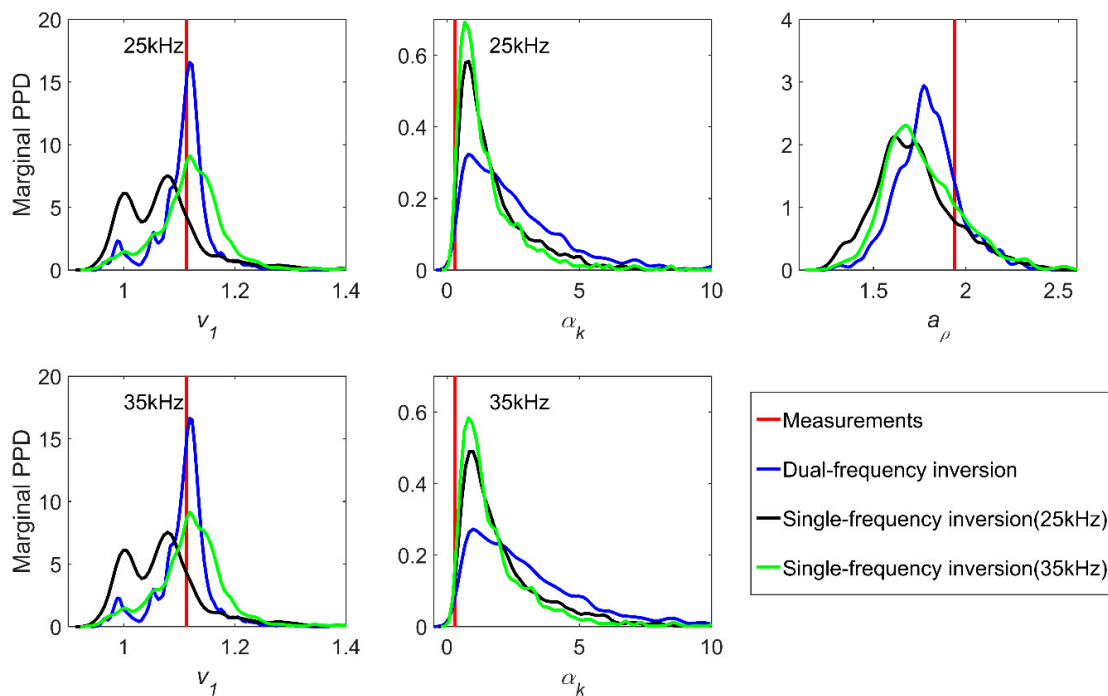 25kHz
Marginal PPD
20
15
10
5
0
1
1.2
1.4
v1
25kHz
0.6
0.4
0.2
0
0
5
10
αk
4
3
2
1
0
1.5
2
2.5
aρ
35kHz
Marginal PPD
20
15
10
5
0
1
1.2
1.4
v1
35kHz
0.6
0.4
0.2
0
0
5
10
αk
Measurements
Dual-frequency inversion
Single-frequency inversion(25kHz)
Single-frequency inversion(35kHz)